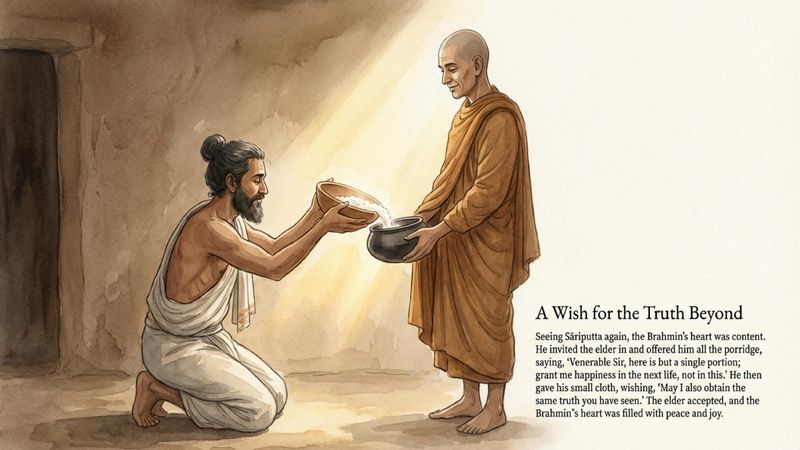 A Wish for the Truth Beyond
Seeing Sāriputta again, the Brahmin's heart was content.
He invited the elder in and offered him all the porridge,
saying, 'Venerable Sir, here is but a single portion;
grant me happiness in the next life, not in this.' He then
gave his small cloth, wishing, 'May I also obtain the
same truth you have seen.' The elder accepted, and the
Brahmin"s heart was filled with peace and joy.